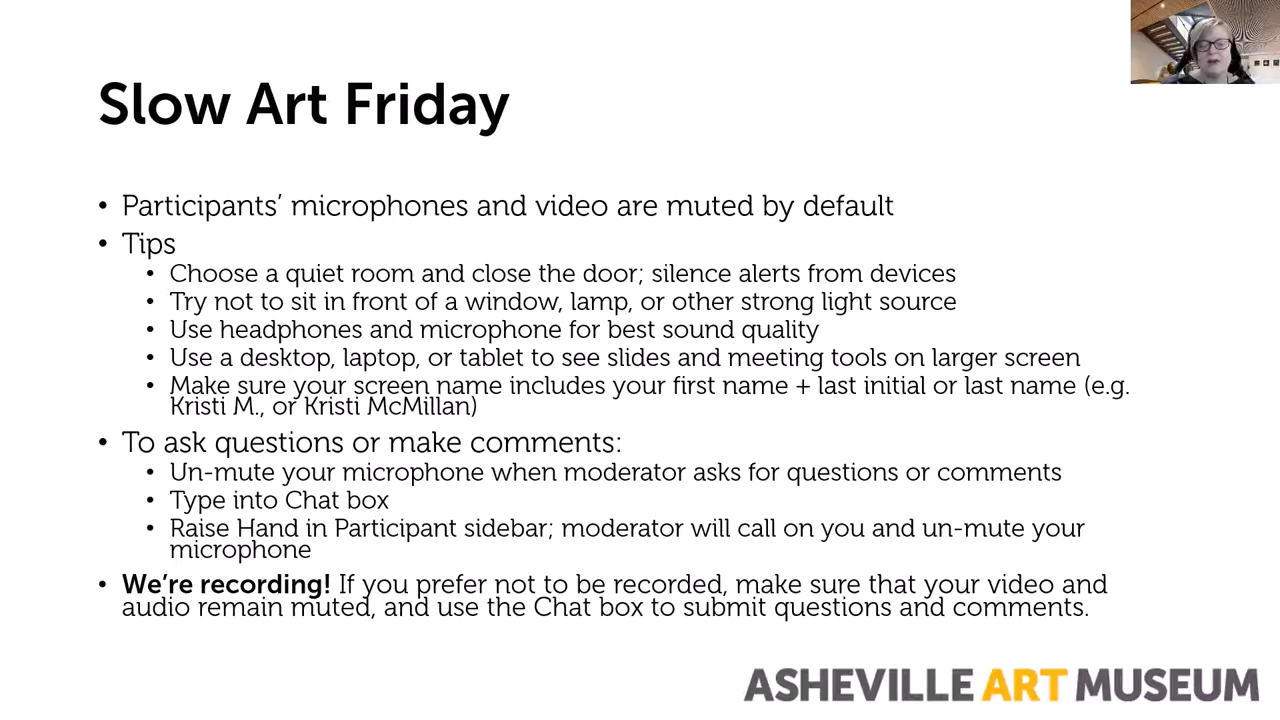 Slow Art Friday
• Participants’ microphones and video are muted by default
• Tips
• Choose a quiet room and close the door; silence alerts from devices
• Try not to sit in front of a window, lamp, or other strong light source
• Use headphones and microphone for best sound quality
• Use a desktop, laptop, or tablet to see slides and meeting tools on larger screen
• Make sure your screen name includes your first name + last initial or last name (e.g.
Kristi M., or Kristi McMillan)
• To ask questions or make comments:
• Un-mute your microphone when moderator asks for questions or comments
• Type into Chat box
• Raise Hand in Participant sidebar; moderator will call on you and un-mute your
microphone
• We’re recording! If you prefer not to be recorded, make sure that your video and
audio remain muted, and use the Chat box to submit questions and comments.
ASHEVILLE ART MUSEUM